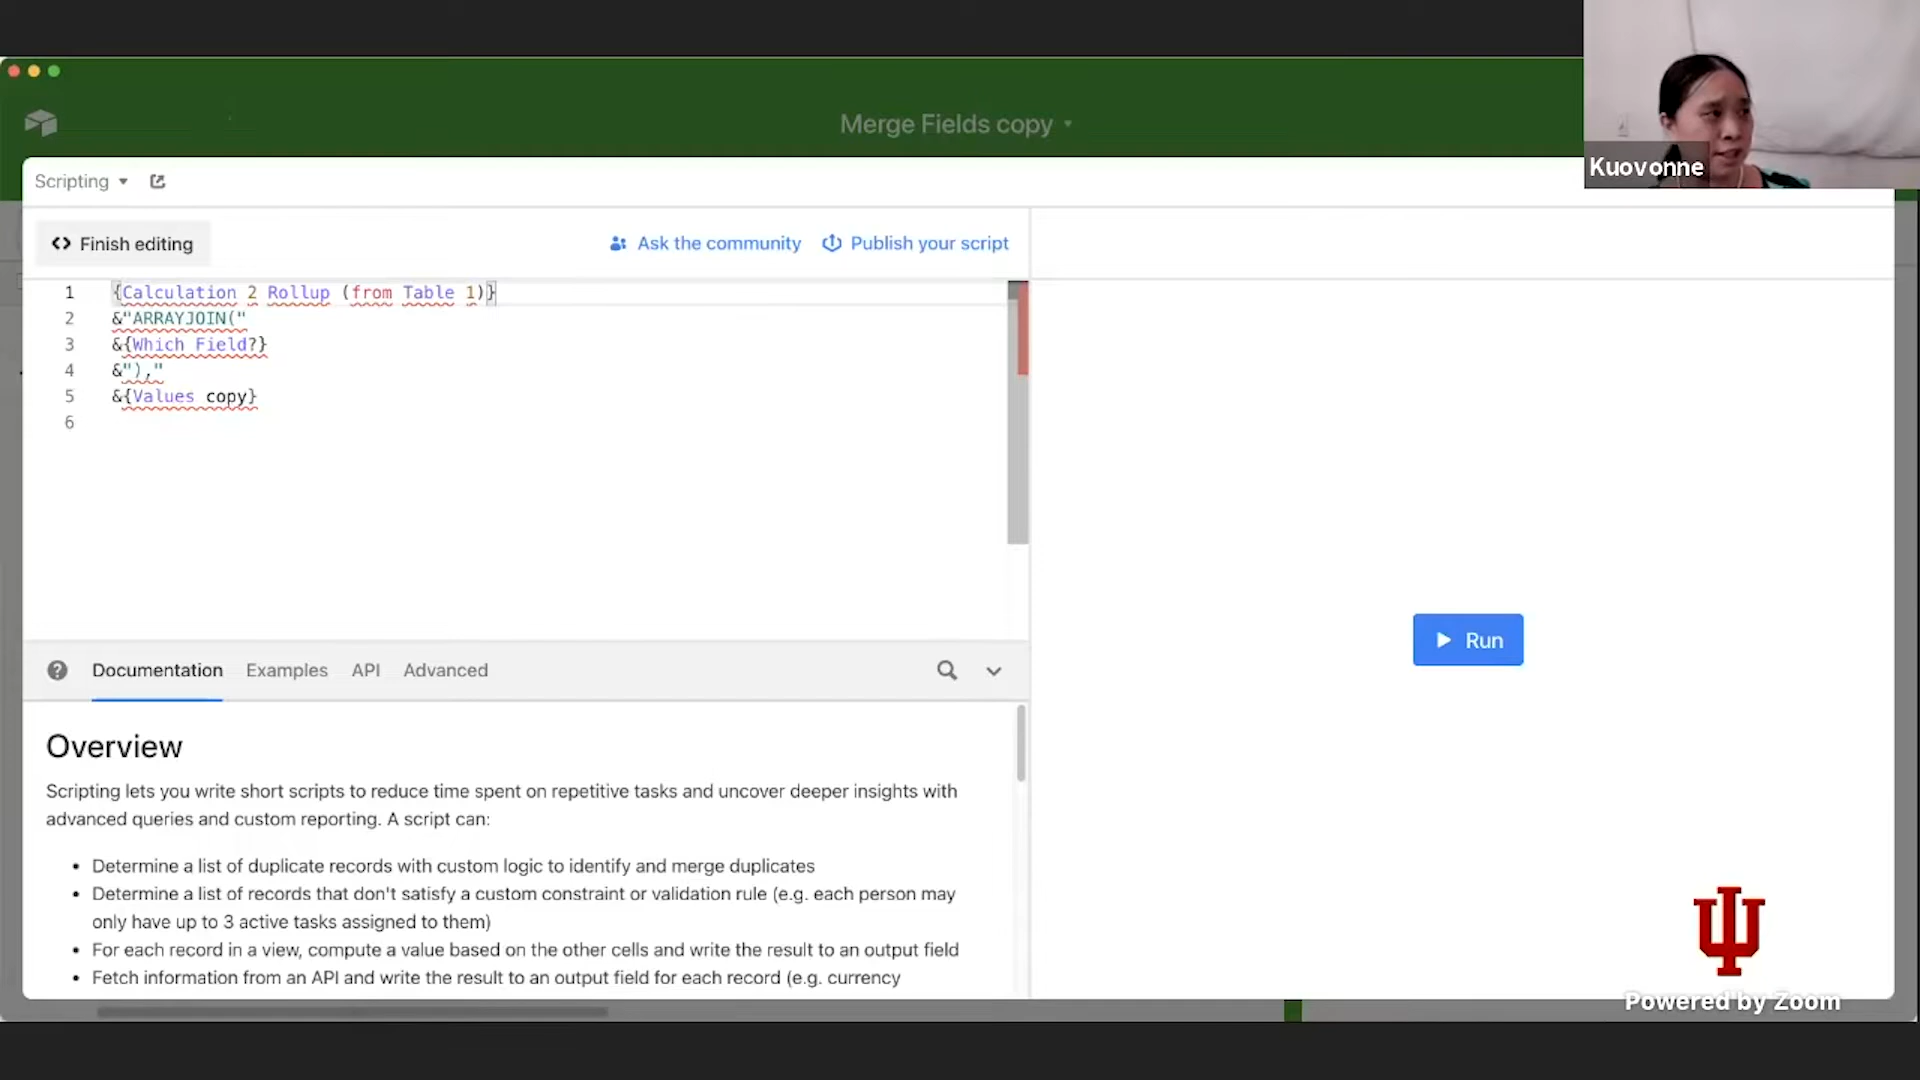 Merge Fields copy
Kuovonne
Scripting
Finish editing
Ask the community
Publish your script
1 {Calculation 2 Rollup (from Table 1)}
2 &"ARRAYJOIN("
3 &{Which Field?}
4 &"),"
5 &{Values copy}
6
Run
? Documentation Examples API Advanced
Overview
Scripting lets you write short scripts to reduce time spent on repetitive tasks and uncover deeper insights with
advanced queries and custom reporting. A script can:
• Determine a list of duplicate records with custom logic to identify and merge duplicates
• Determine a list of records that don't satisfy a custom constraint or validation rule (e.g. each person may
only have up to 3 active tasks assigned to them)
• For each record in a view, compute a value based on the other cells and write the result to an output field
• Fetch information from an API and write the result to an output field for each record (e.g. currency
Powered by Zoom